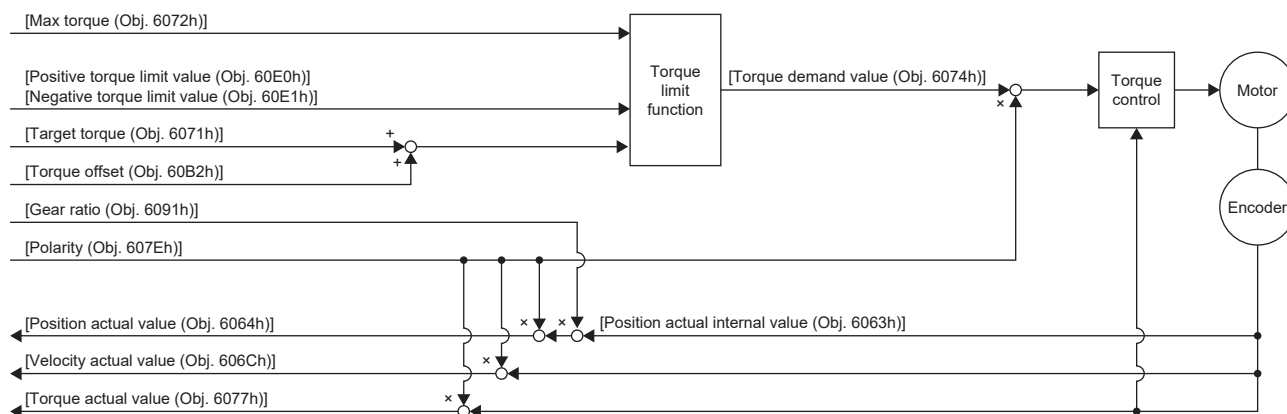 [Max torque (Obj. 6072h)]
[Positive torque limit value (Obj. 60E0h)]
[Negative torque limit value (Obj. 60E1h)]
Torque
limit
function
[Torque demand value (Obj. 6074h)]
×
Torque
control
Motor
[Target torque (Obj. 6071h)]
+
+
[Torque offset (Obj. 60B2h)]
[Gear ratio (Obj. 6091h)]
Encoder
[Polarity (Obj. 607Eh)]
[Position actual value (Obj. 6064h)]
× ×
[Position actual internal value (Obj. 6063h)]
[Velocity actual value (Obj. 606Ch)]
×
[Torque actual value (Obj. 6077h)]
×